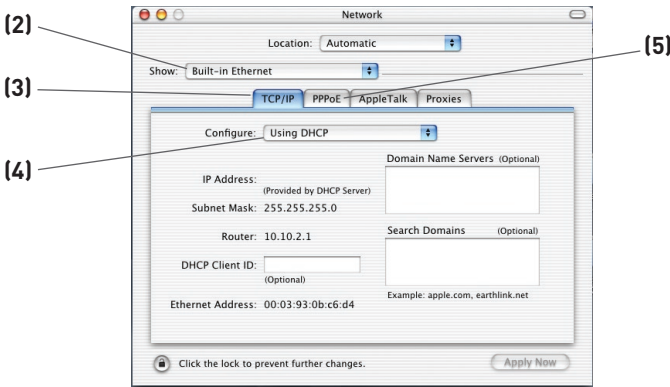 Network
(2)
Location: Automatic
(5)
Show: Built-in Ethernet
(3)
TCP/IP PPPoE AppleTalk Proxies
Configure: Using DHCP
(4)
Domain Name Servers (Optional)
IP Address:
(Provided by DHCP Server)
Subnet Mask: 255.255.255.0
Router: 10.10.2.1
Search Domains (Optional)
DHCP Client ID:
(Optional)
Example: apple.com, earthlink.net
Ethernet Address: 00:03:93:0b:c6:d4
Click the lock to prevent further changes.
Apply Now